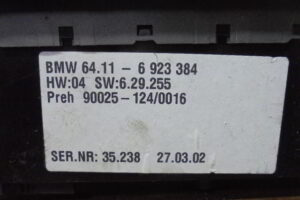 BMW 64.11 - 6 923 384
HW:04 SW:6.29.255
Preh 90025-124/0016
SER.NR: 35.238 27.03.02